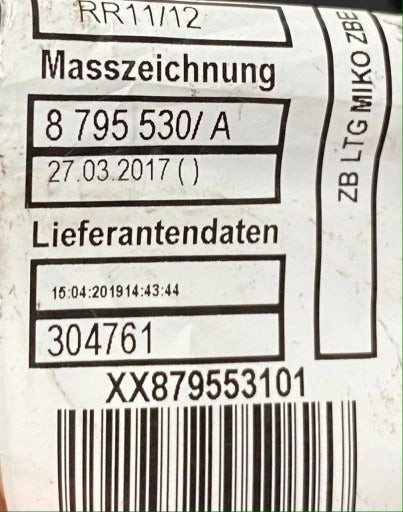 RR11/12
Masszeichnung
8 795 530/ A
27.03.2017 ( )
Lieferantendaten
15:04:201914:43:44
304761
XX879553101
ZB LTG MIKO ZBE